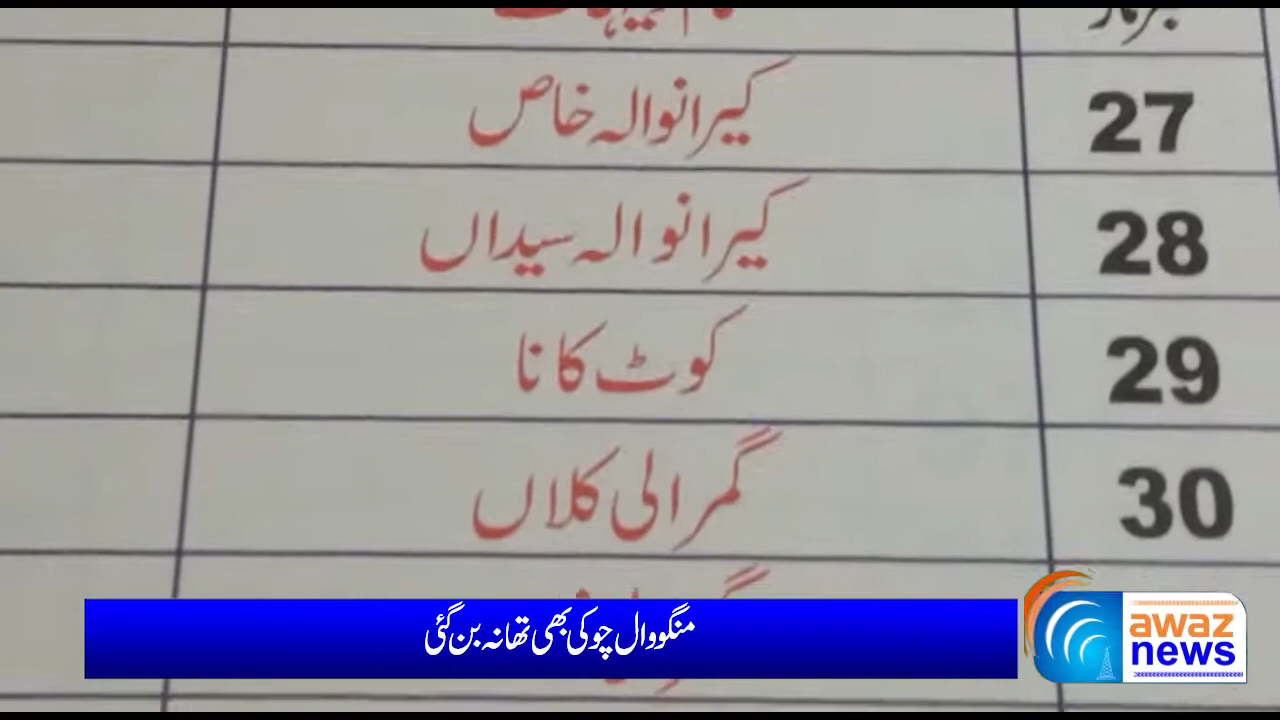 27 کیرانوالہ خاص
28 کیرانوالہ سیداں
29 کوٹ کانا
30 گمرالی کلاں
منگووال چوکی بھی تھانہ بن گئی
awaz
news